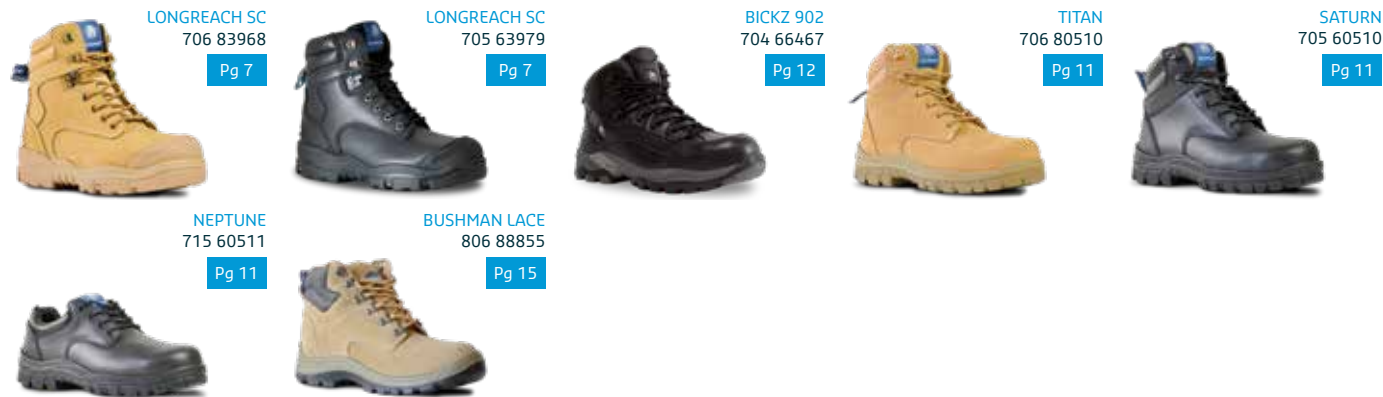 LONGREACH SC
706 83968
Pg 7
LONGREACH SC
705 63979
Pg 7
BICKZ 902
704 66467
Pg 12
TITAN
706 80510
Pg 11
SATURN
705 60510
Pg 11
NEPTUNE
715 60511
Pg 11
BUSHMAN LACE
806 88855
Pg 15